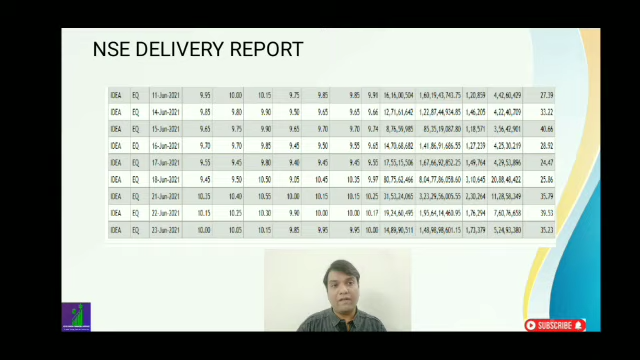 NSE DELIVERY REPORT
IDEA EQ 11-Jun-2021 9.95 10.00 10.15 9.75 9.85 9.85 9.91 16,16,00,504 1,60,19,43,743.75 1,20,859 4,42,60,429 27.39
IDEA EQ 14-Jun-2021 9.85 9.80 9.90 9.50 9.65 9.65 9.66 12,71,61,642 1,22,87,44,934.85 1,46,205 4,22,40,709 33.22
IDEA EQ 15-Jun-2021 9.65 9.75 9.90 9.65 9.70 9.70 9.74 8,76,59,985 85,35,19,087.80 1,18,571 3,56,42,901 40.66
IDEA EQ 16-Jun-2021 9.70 9.70 9.85 9.45 9.50 9.55 9.65 14,70,68,682 1,41,86,91,686.55 1,27,239 4,25,30,219 28.92
IDEA EQ 17-Jun-2021 9.55 9.45 9.80 9.40 9.45 9.45 9.55 17,55,15,506 1,67,66,92,852.25 1,49,764 4,29,53,896 24.47
IDEA EQ 18-Jun-2021 9.45 9.50 10.50 9.05 10.45 10.35 9.97 80,75,62,466 8,04,77,86,058.60 3,10,645 20,88,48,422 25.86
IDEA EQ 21-Jun-2021 10.35 10.40 10.55 10.00 10.15 10.15 10.25 31,53,24,065 3,23,29,56,005.55 2,30,264 11,28,58,349 35.79
IDEA EQ 22-Jun-2021 10.15 10.25 10.30 9.90 10.00 10.00 10.17 19,24,60,495 1,95,64,14,460.95 1,76,294 7,60,76,658 39.53
IDEA EQ 23-Jun-2021 10.00 10.05 10.15 9.85 9.95 9.95 10.00 14,89,90,511 1,48,98,98,601.15 1,73,379 5,24,93,380 35.23
SUBSCRIBE